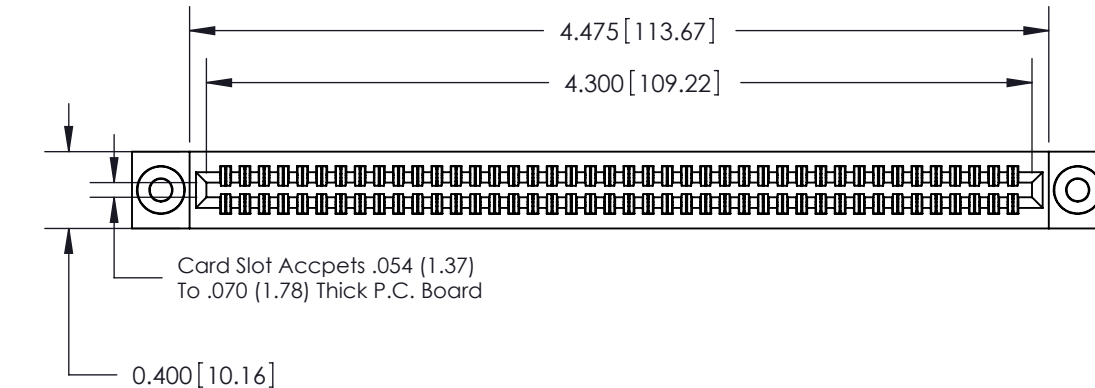 4.475[113.67]
4.300[109.22]
Card Slot Accpets .054 (1.37)
To .070 (1.78) Thick P.C. Board
0.400[10.16]